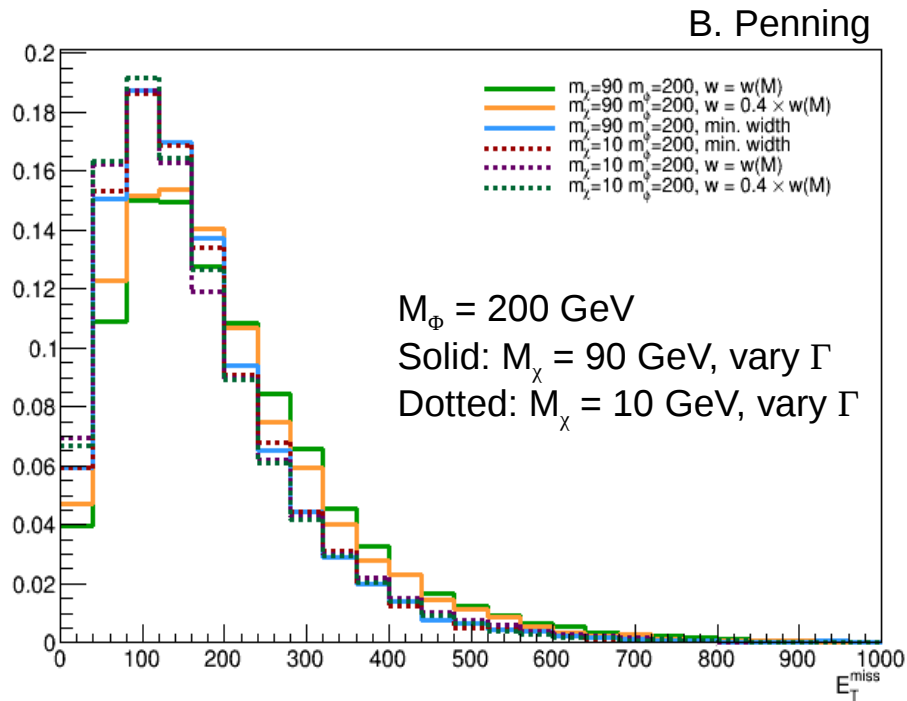 B. Penning
0.2
0.18
0.16
0.14
0.12
0.1
0.08
0.06
0.04
0.02
0
m_χ=90 m_ϕ=200, w = w(M)
m_χ=90 m_ϕ=200, w = 0.4 × w(M)
m_χ=90 m_ϕ=200, min. width
m_χ=10 m_ϕ=200, min. width
m_χ=10 m_ϕ=200, w = w(M)
m_χ=10 m_ϕ=200, w = 0.4 × w(M)
M_Φ = 200 GeV
Solid: M_χ = 90 GeV, vary Γ
Dotted: M_χ = 10 GeV, vary Γ
0 100 200 300 400 500 600 700 800 900 1000
E_T^miss